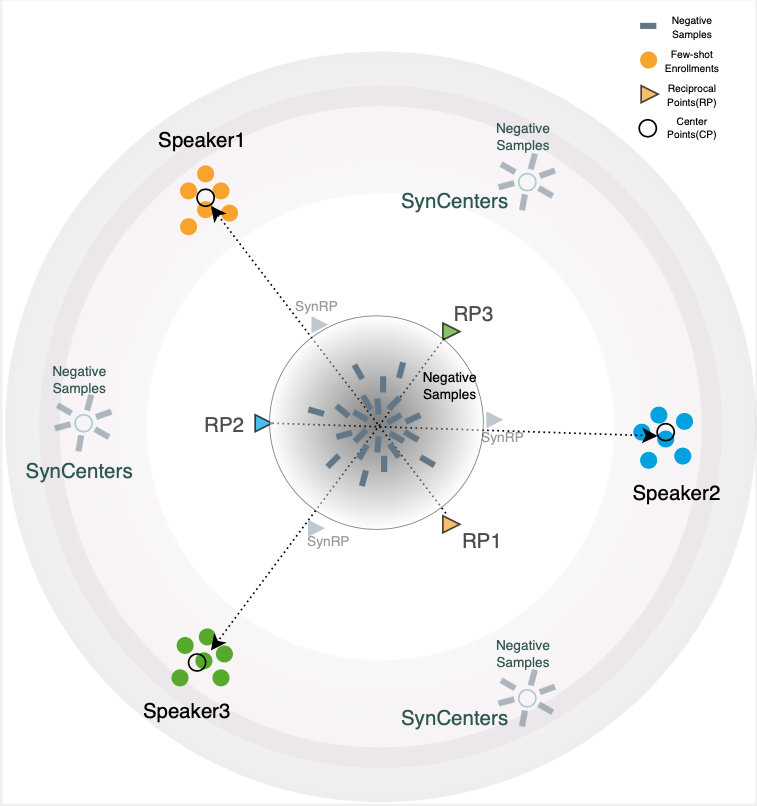 Negative
Samples
Few-shot
Enrollments
Reciprocal
Points(RP)
Center
Points(CP)
Speaker1
Negative
Samples
SynCenters
SynRP
RP3
Negative
Samples
Negative
Samples
RP2
SynRP
SynCenters
Speaker2
SynRP
RP1
Negative
Samples
Speaker3
SynCenters